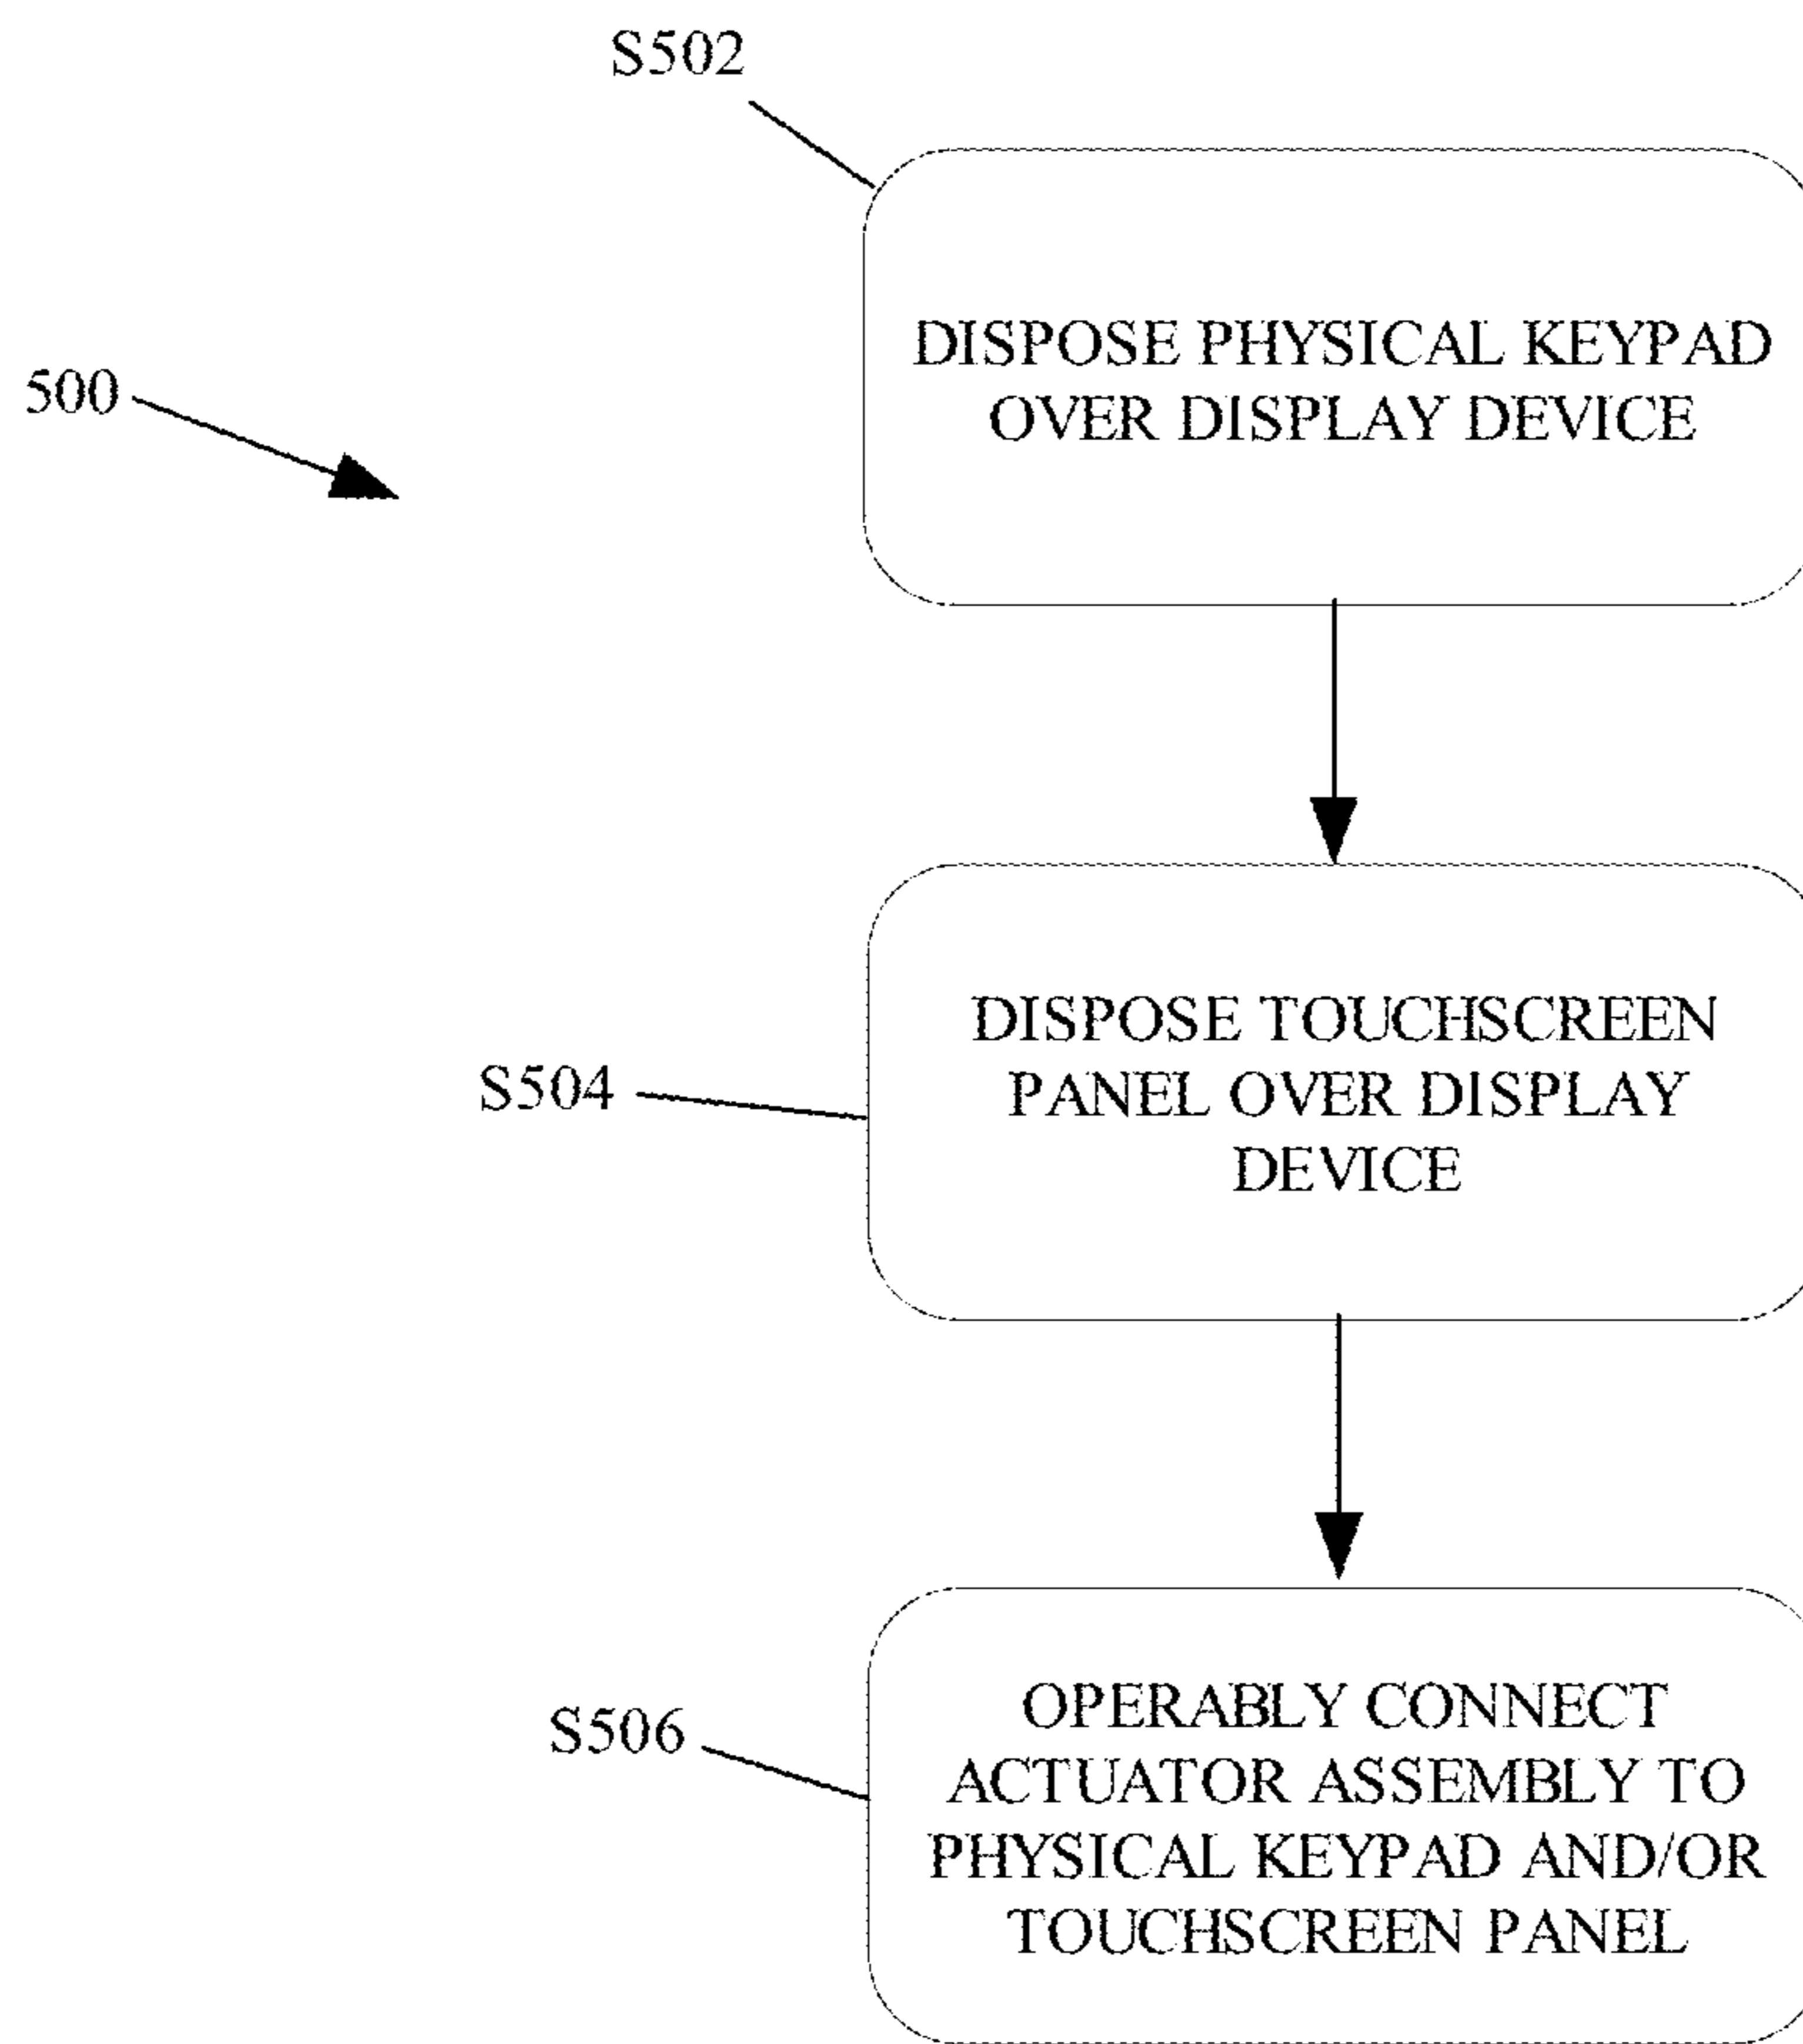 S502
DISPOSE PHYSICAL KEYPAD
OVER DISPLAY DEVICE
500
DISPOSE TOUCHSCREEN
PANEL OVER DISPLAY
DEVICE
S504
OPERABLY CONNECT
ACTUATOR ASSEMBLY TO
PHYSICAL KEYPAD AND/OR
TOUCHSCREEN PANEL
S506